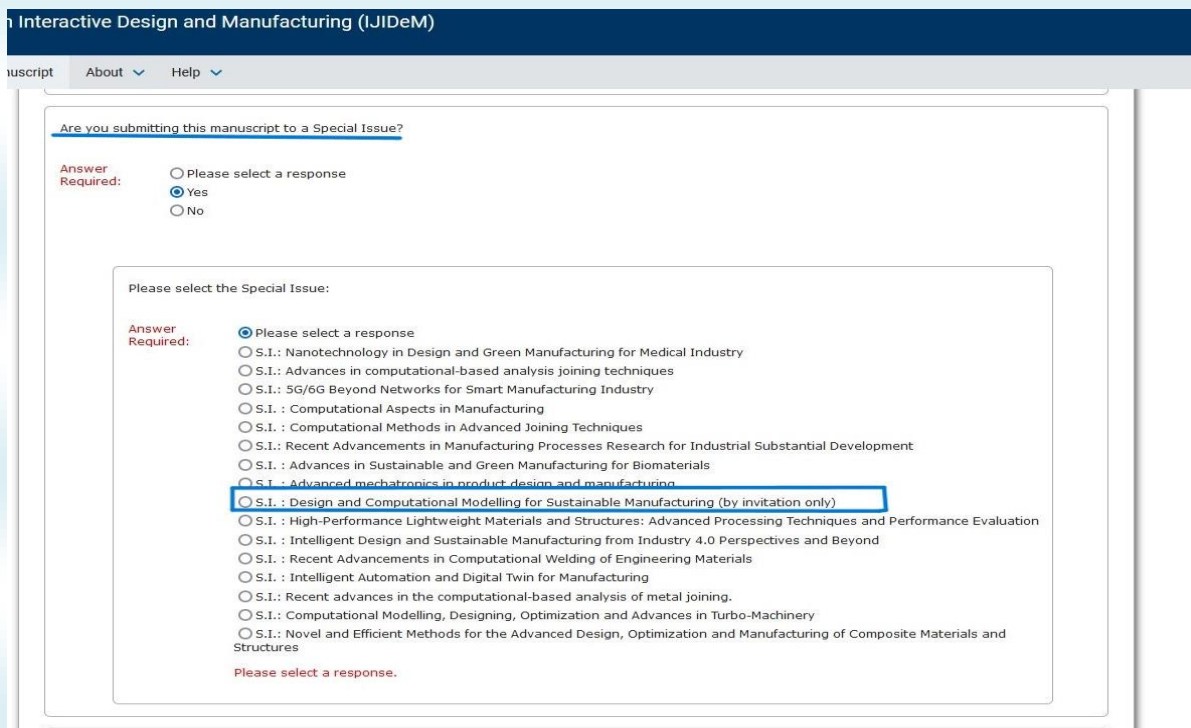 Interactive Design and Manufacturing (IJIDeM)
About Help
Are you submitting this manuscript to a Special Issue?
Answer Required:
Please select a response
Yes
No
Please select the Special Issue:
Answer Required:
Please select a response
S.I.: Nanotechnology in Design and Green Manufacturing for Medical Industry
S.I.: Advances in computational-based analysis joining techniques
S.I.: 5G/6G Beyond Networks for Smart Manufacturing Industry
S.I. : Computational Aspects in Manufacturing
S.I. : Computational Methods in Advanced Joining Techniques
S.I.: Recent Advancements in Manufacturing Processes Research for Industrial Substantial Development
S.I. : Advances in Sustainable and Green Manufacturing for Biomaterials
S.I. : Advanced mechatronics in product design and manufacturing
S.I. : Design and Computational Modelling for Sustainable Manufacturing (by invitation only)
S.I. : High-Performance Lightweight Materials and Structures: Advanced Processing Techniques and Performance Evaluation
S.I. : Intelligent Design and Sustainable Manufacturing from Industry 4.0 Perspectives and Beyond
S.I. : Recent Advancements in Computational Welding of Engineering Materials
S.I. : Intelligent Automation and Digital Twin for Manufacturing
S.I.: Recent advances in the computational-based analysis of metal joining.
S.I.: Computational Modelling, Designing, Optimization and Advances in Turbo-Machinery
S.I.: Novel and Efficient Methods for the Advanced Design, Optimization and Manufacturing of Composite Materials and
Structures
Please select a response.